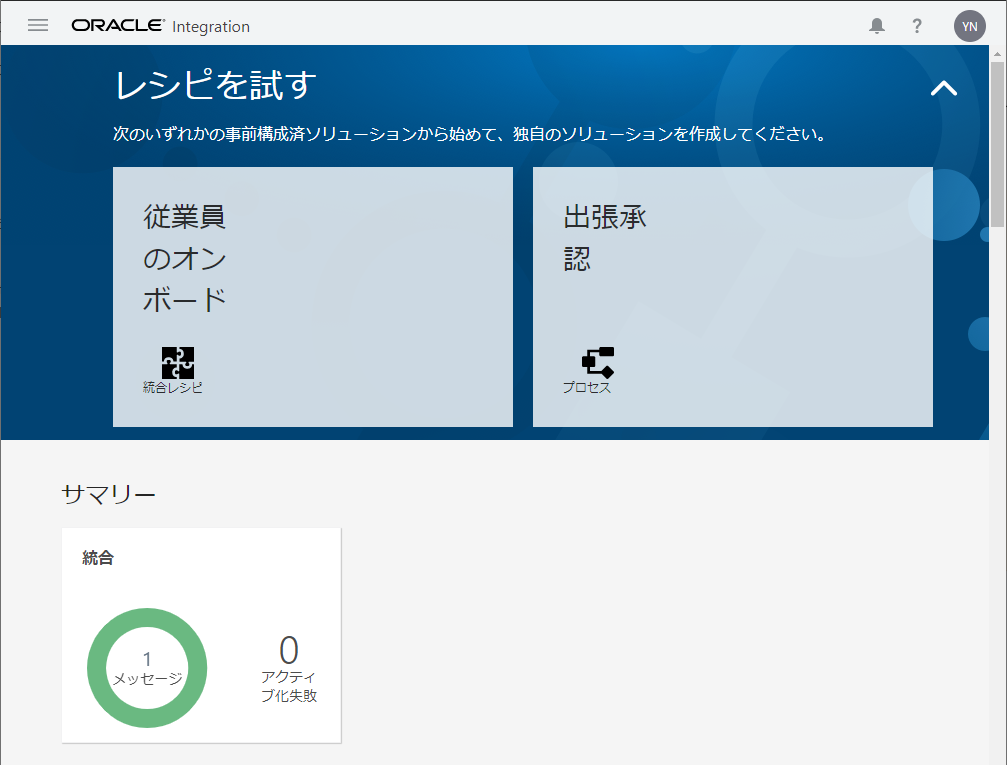 ORACLE Integration
?
YN
レシピを試す
次のいずれかの事前構成済ソリューションから始めて、独自のソリューションを作成してください。
従業員
のオン
ボード
統合レシピ
出張承
認
プロセス
サマリー
統合
1
メッセージ
0
アクティ
ブ化失敗